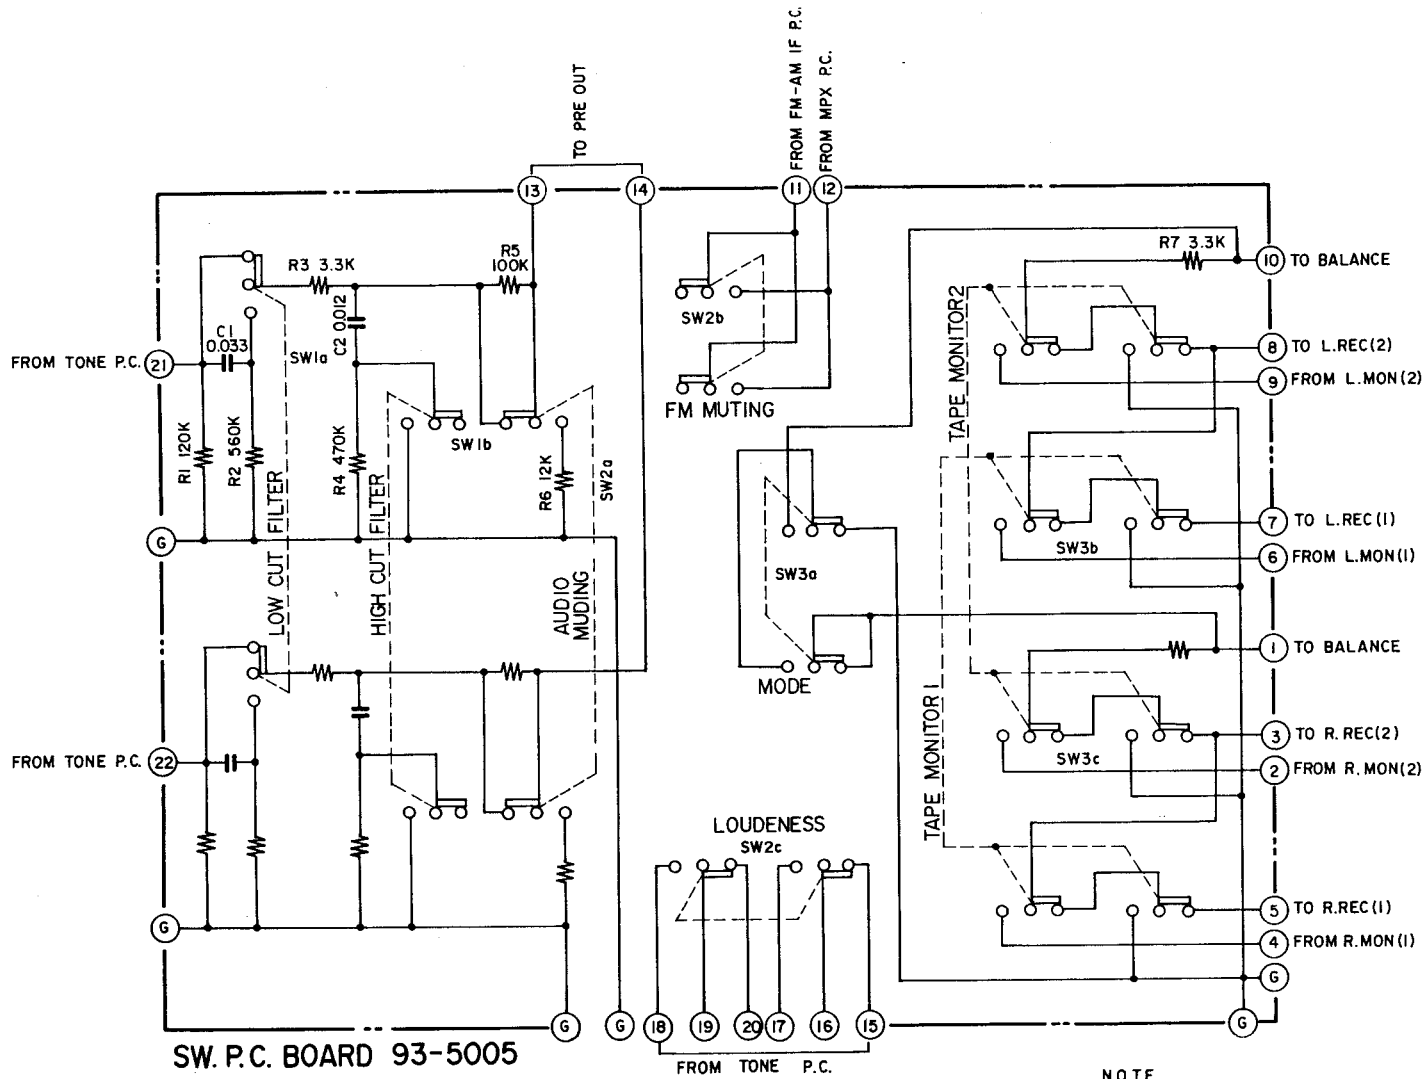 TO PRE OUT
FROM FM-AM IF P.C.
FROM MPX P.C.
13
14
11
12
R3 3.3K
R5
100K
R7 3.3K
10 TO BALANCE
C2 0.012
SW2b
FM MUTING
TAPE MONITOR2
8 TO L.REC(2)
9 FROM L.MON(2)
C1
0.033
SW1a
FROM TONE P.C. 21
R1 120K
R2 560K
LOW CUT FILTER
R4 470K
HIGH CUT FILTER
SW1b
R6 12K
SW2a
AUDIO
MUDING
G
SW3a
MODE
SW3b
7 TO L.REC(1)
6 FROM L.MON(1)
1 TO BALANCE
TAPE MONITOR 1
SW3c
3 TO R.REC(2)
2 FROM R.MON(2)
FROM TONE P.C. 22
LOUDENESS
SW2c
5 TO R.REC(1)
4 FROM R.MON(1)
G
G
G
G
18
19
20
17
16
15
G
FROM TONE P.C.
SW. P.C. BOARD 93-5005
NOTE